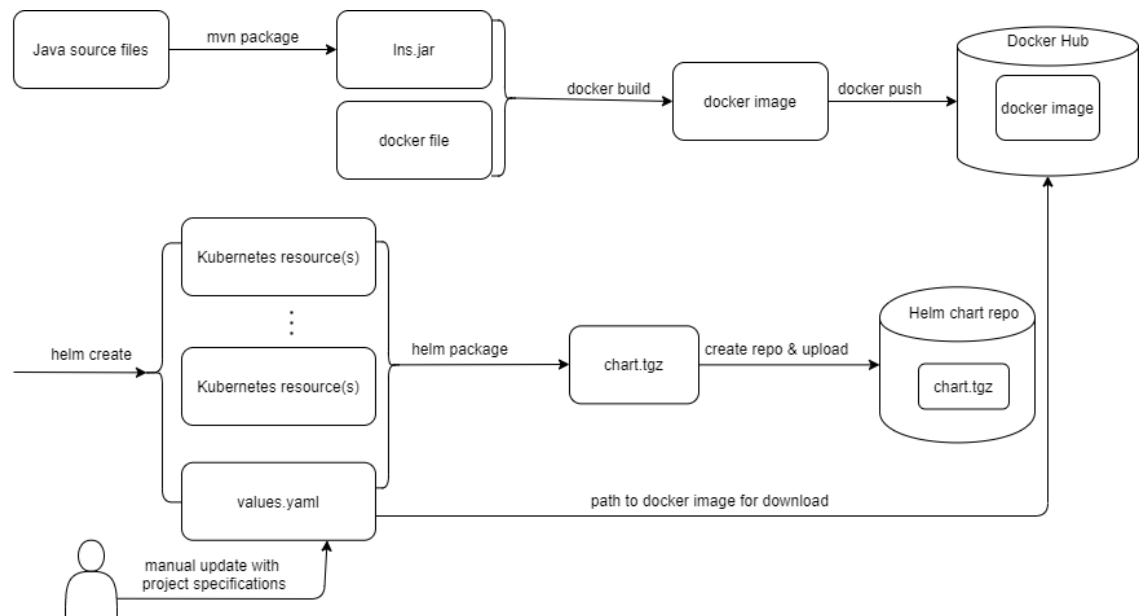 Java source files
mvn package
lns.jar
docker file
docker build
docker image
docker push
Docker Hub
docker image
helm create
Kubernetes resource(s)
Kubernetes resource(s)
values.yaml
helm package
chart.tgz
create repo & upload
Helm chart repo
chart.tgz
path to docker image for download
manual update with
project specifications